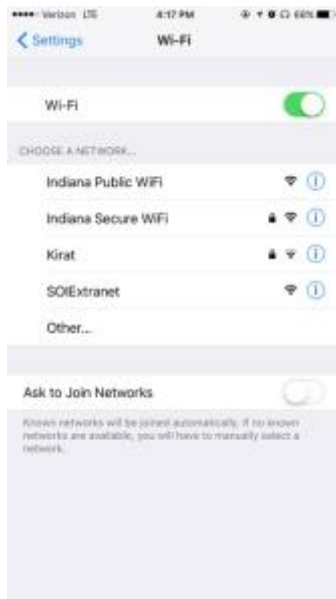 Verizon LTE 4:17 PM 68%
Settings Wi-Fi
Wi-Fi
CHOOSE A NETWORK...
Indiana Public WiFi
Indiana Secure WiFi
Kirat
SOIExtranet
Other...
Ask to Join Networks
Known networks will be joined automatically. If no known
networks are available, you will have to manually select a
network.